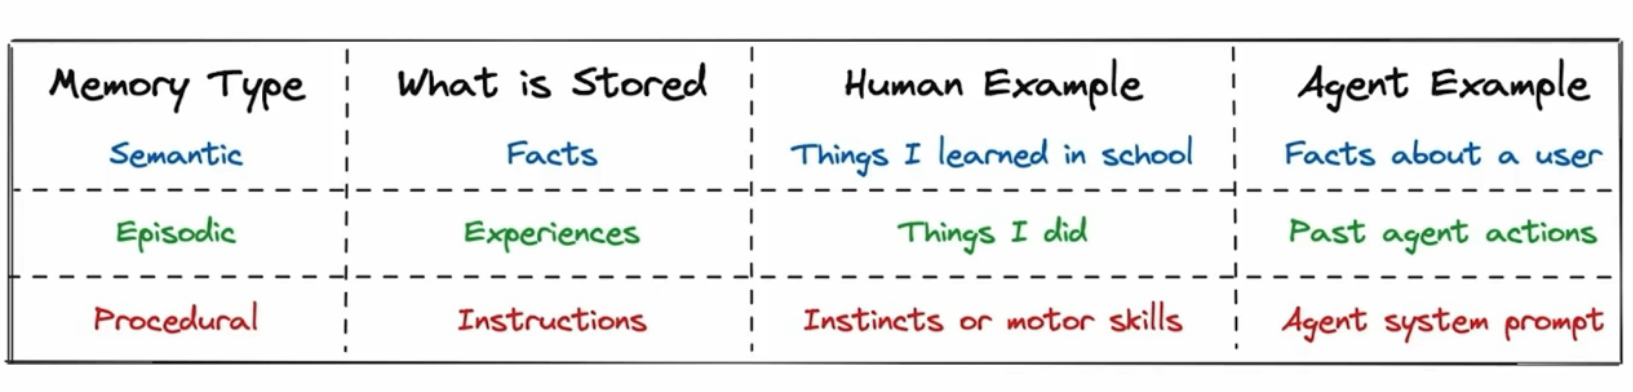 Memory Type What is Stored Human Example Agent Example
Semantic Facts Things I learned in school Facts about a user
Episodic Experiences Things I did Past agent actions
Procedural Instructions Instincts or motor skills Agent system prompt